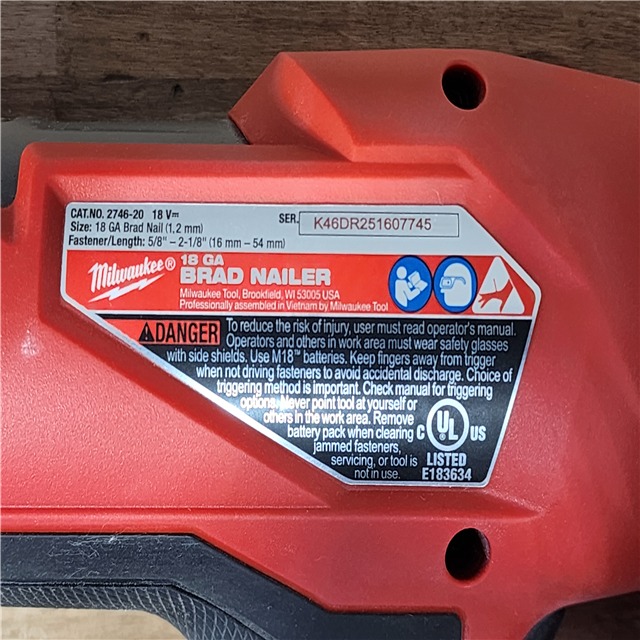 CAT.NO. 2746-20 18 V⎓
Size: 18 GA Brad Nail (1.2 mm)
Fastener/Length: 5/8" – 2-1/8" (16 mm – 54 mm)
SER. K46DR251607745
Milwaukee®
18 GA
BRAD NAILER
Milwaukee Tool, Brookfield, WI 53005 USA
Professionally assembled in Vietnam by Milwaukee Tool
DANGER To reduce the risk of injury, user must read operator's manual.
Operators and others in work area must wear safety glasses
with side shields. Use M18™ batteries. Keep fingers away from trigger
when not driving fasteners to avoid accidental discharge. Choice of
triggering method is important. Check manual for triggering
options. Never point tool at yourself or
others in the work area. Remove
battery pack when clearing
jammed fasteners,
servicing, or tool is
not in use.
C UL US
LISTED
E183634